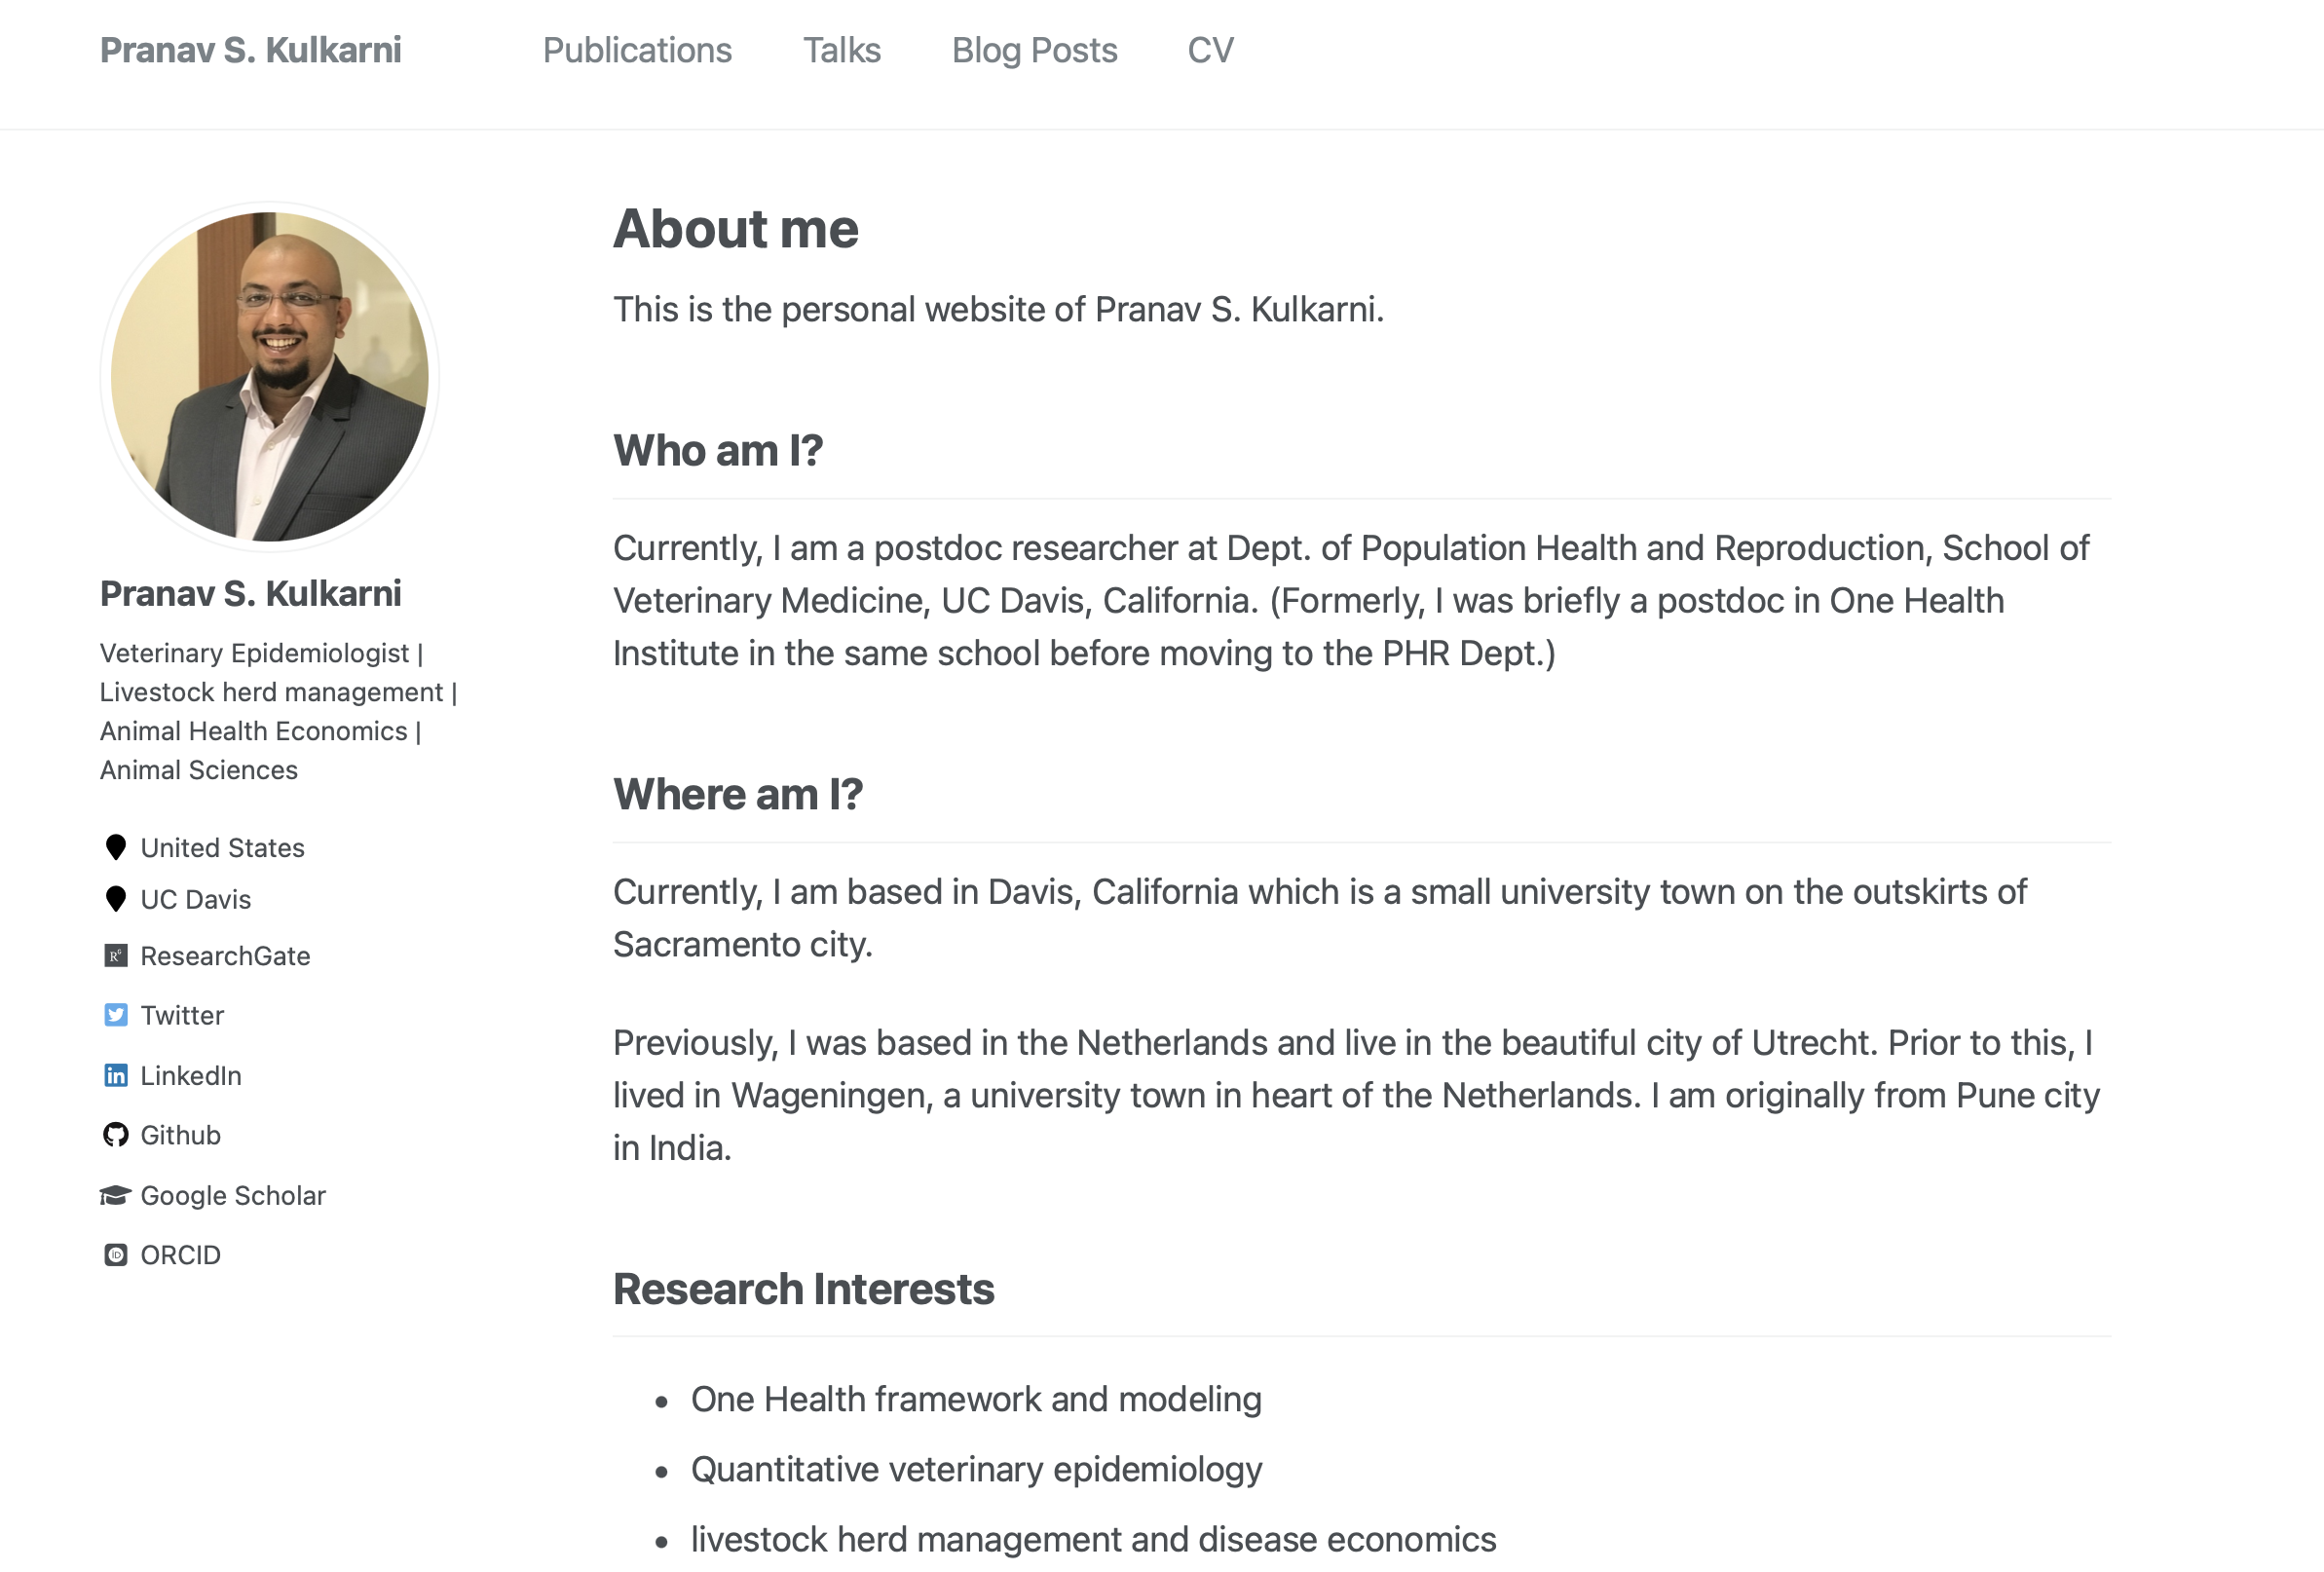 Pranav S. Kulkarni
Publications
Talks
Blog Posts
CV
Pranav S. Kulkarni
Veterinary Epidemiologist |
Livestock herd management |
Animal Health Economics |
Animal Sciences
United States
UC Davis
ResearchGate
Twitter
LinkedIn
Github
Google Scholar
ORCID
About me
This is the personal website of Pranav S. Kulkarni.
Who am I?
Currently, I am a postdoc researcher at Dept. of Population Health and Reproduction, School of
Veterinary Medicine, UC Davis, California. (Formerly, I was briefly a postdoc in One Health
Institute in the same school before moving to the PHR Dept.)
Where am I?
Currently, I am based in Davis, California which is a small university town on the outskirts of
Sacramento city.
Previously, I was based in the Netherlands and live in the beautiful city of Utrecht. Prior to this, I
lived in Wageningen, a university town in heart of the Netherlands. I am originally from Pune city
in India.
Research Interests
• One Health framework and modeling
• Quantitative veterinary epidemiology
• livestock herd management and disease economics